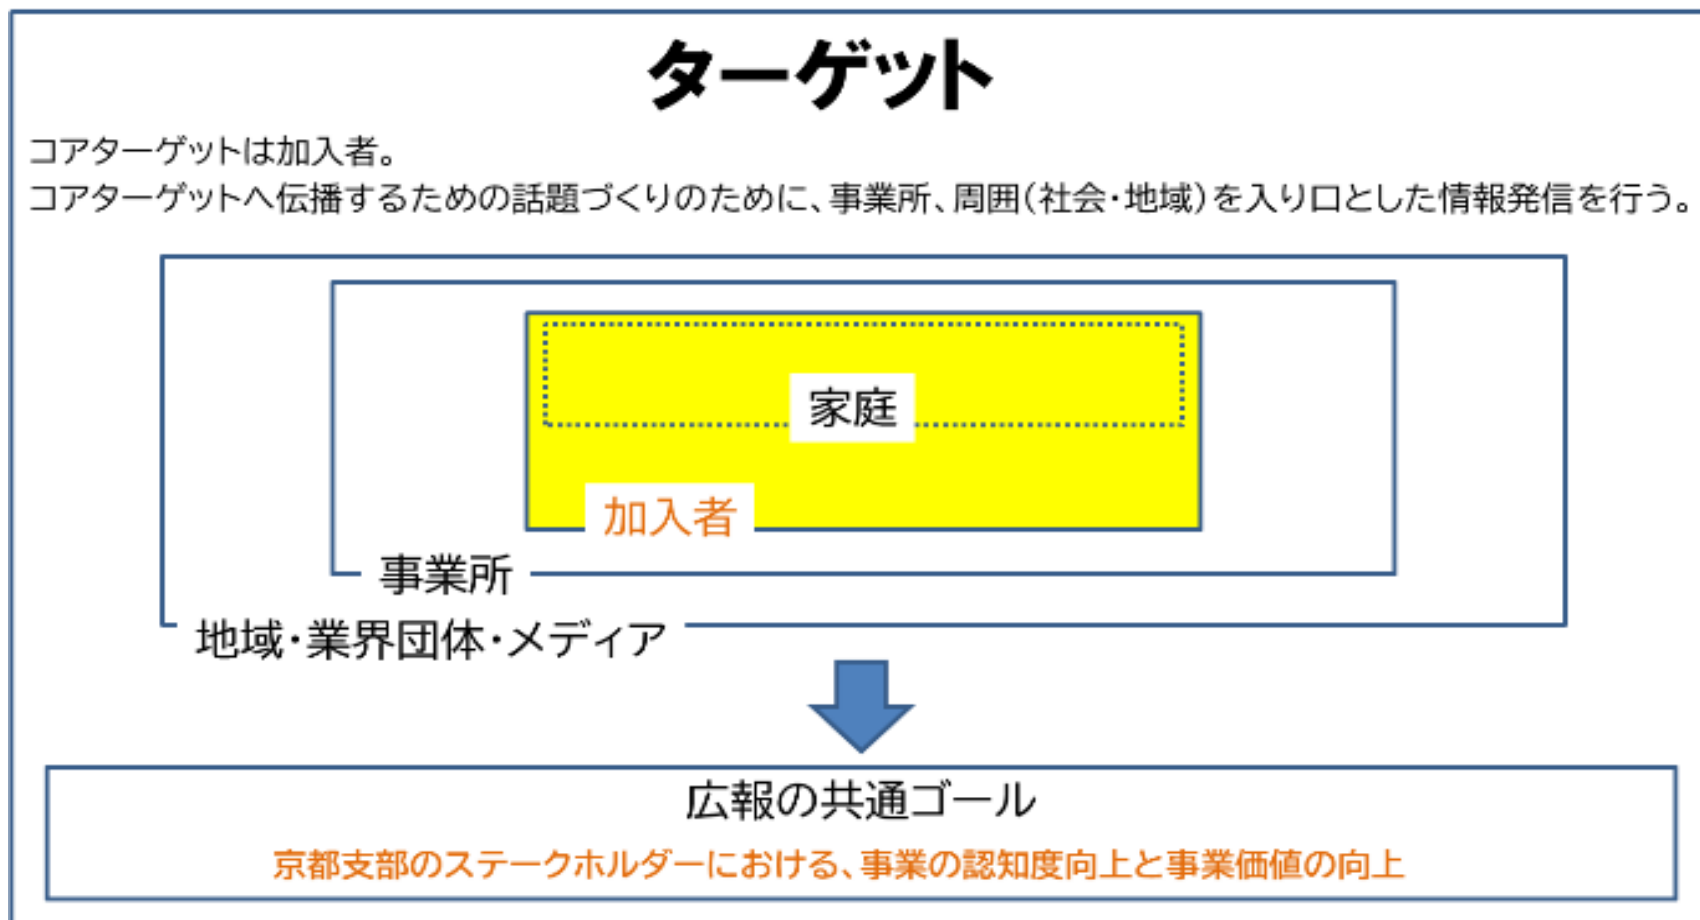 ターゲット
コアターゲットは加入者。
コアターゲットへ伝播するための話題づくりのために、事業所、周囲(社会・地域)を入り口とした情報発信を行う。
家庭
加入者
事業所
地域・業界団体・メディア
広報の共通ゴール
京都支部のステークホルダーにおける、事業の認知度向上と事業価値の向上